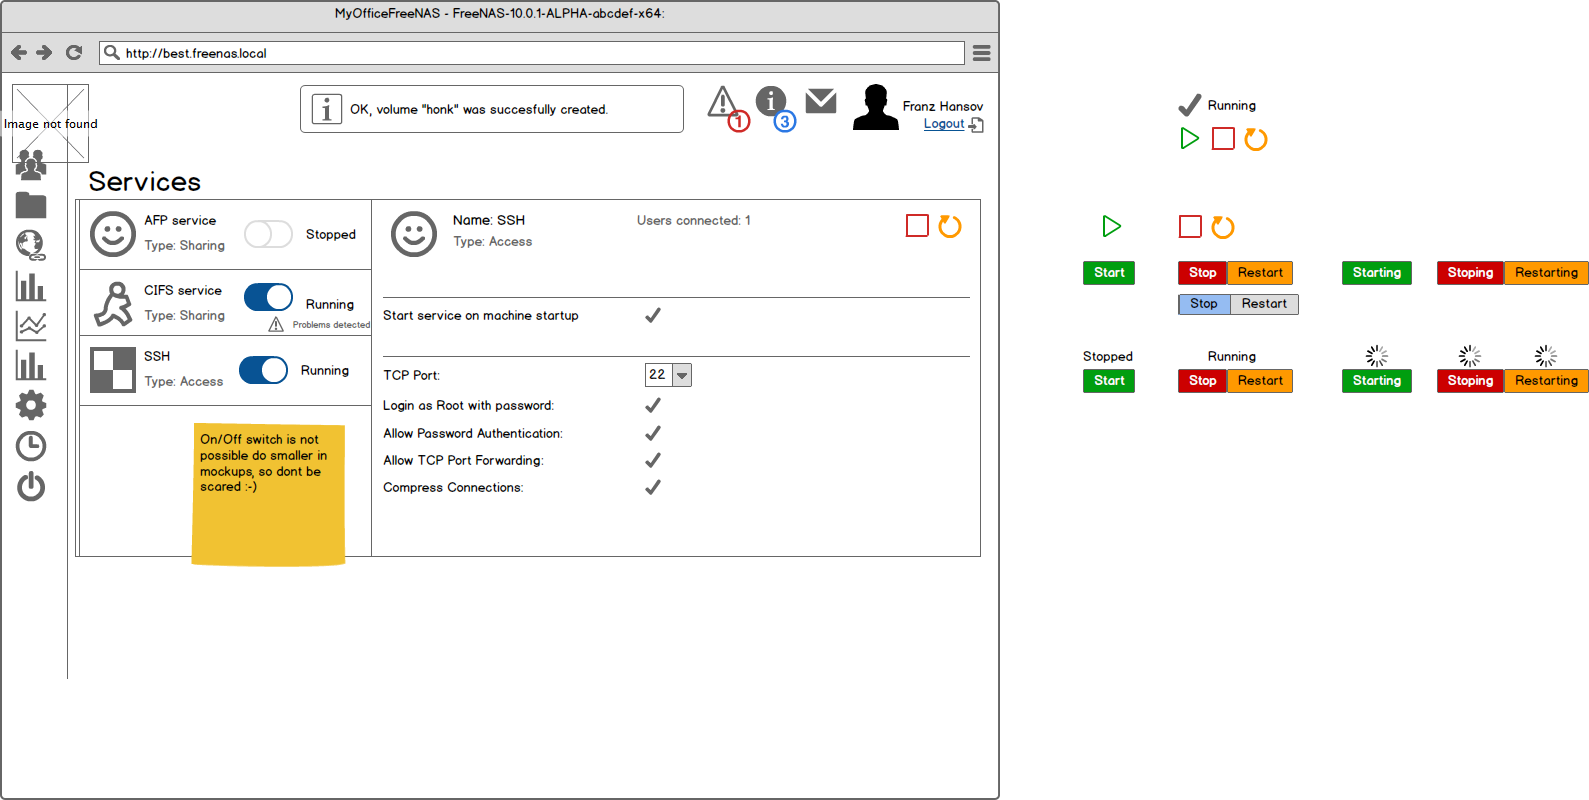 MyOfficeFreeNAS - FreeNAS-10.0.1-ALPHA-abcdef-x64:
http://best.freenas.local
Image not found
OK, volume "honk" was succesfully created.
1
3
Franz Hansov
Logout
Services
AFP service
Type: Sharing
Stopped
CIFS service
Type: Sharing
Running
Problems detected
SSH
Type: Access
Running
On/Off switch is not
possible do smaller in
mockups, so dont be
scared :-)
Name: SSH
Type: Access
Users connected: 1
Start service on machine startup
TCP Port:
22
Login as Root with password:
Allow Password Authentication:
Allow TCP Port Forwarding:
Compress Connections:
Running
Start
Stop Restart
Starting
Stoping Restarting
Stop Restart
Stopped
Running
Start
Stop Restart
Starting
Stoping Restarting